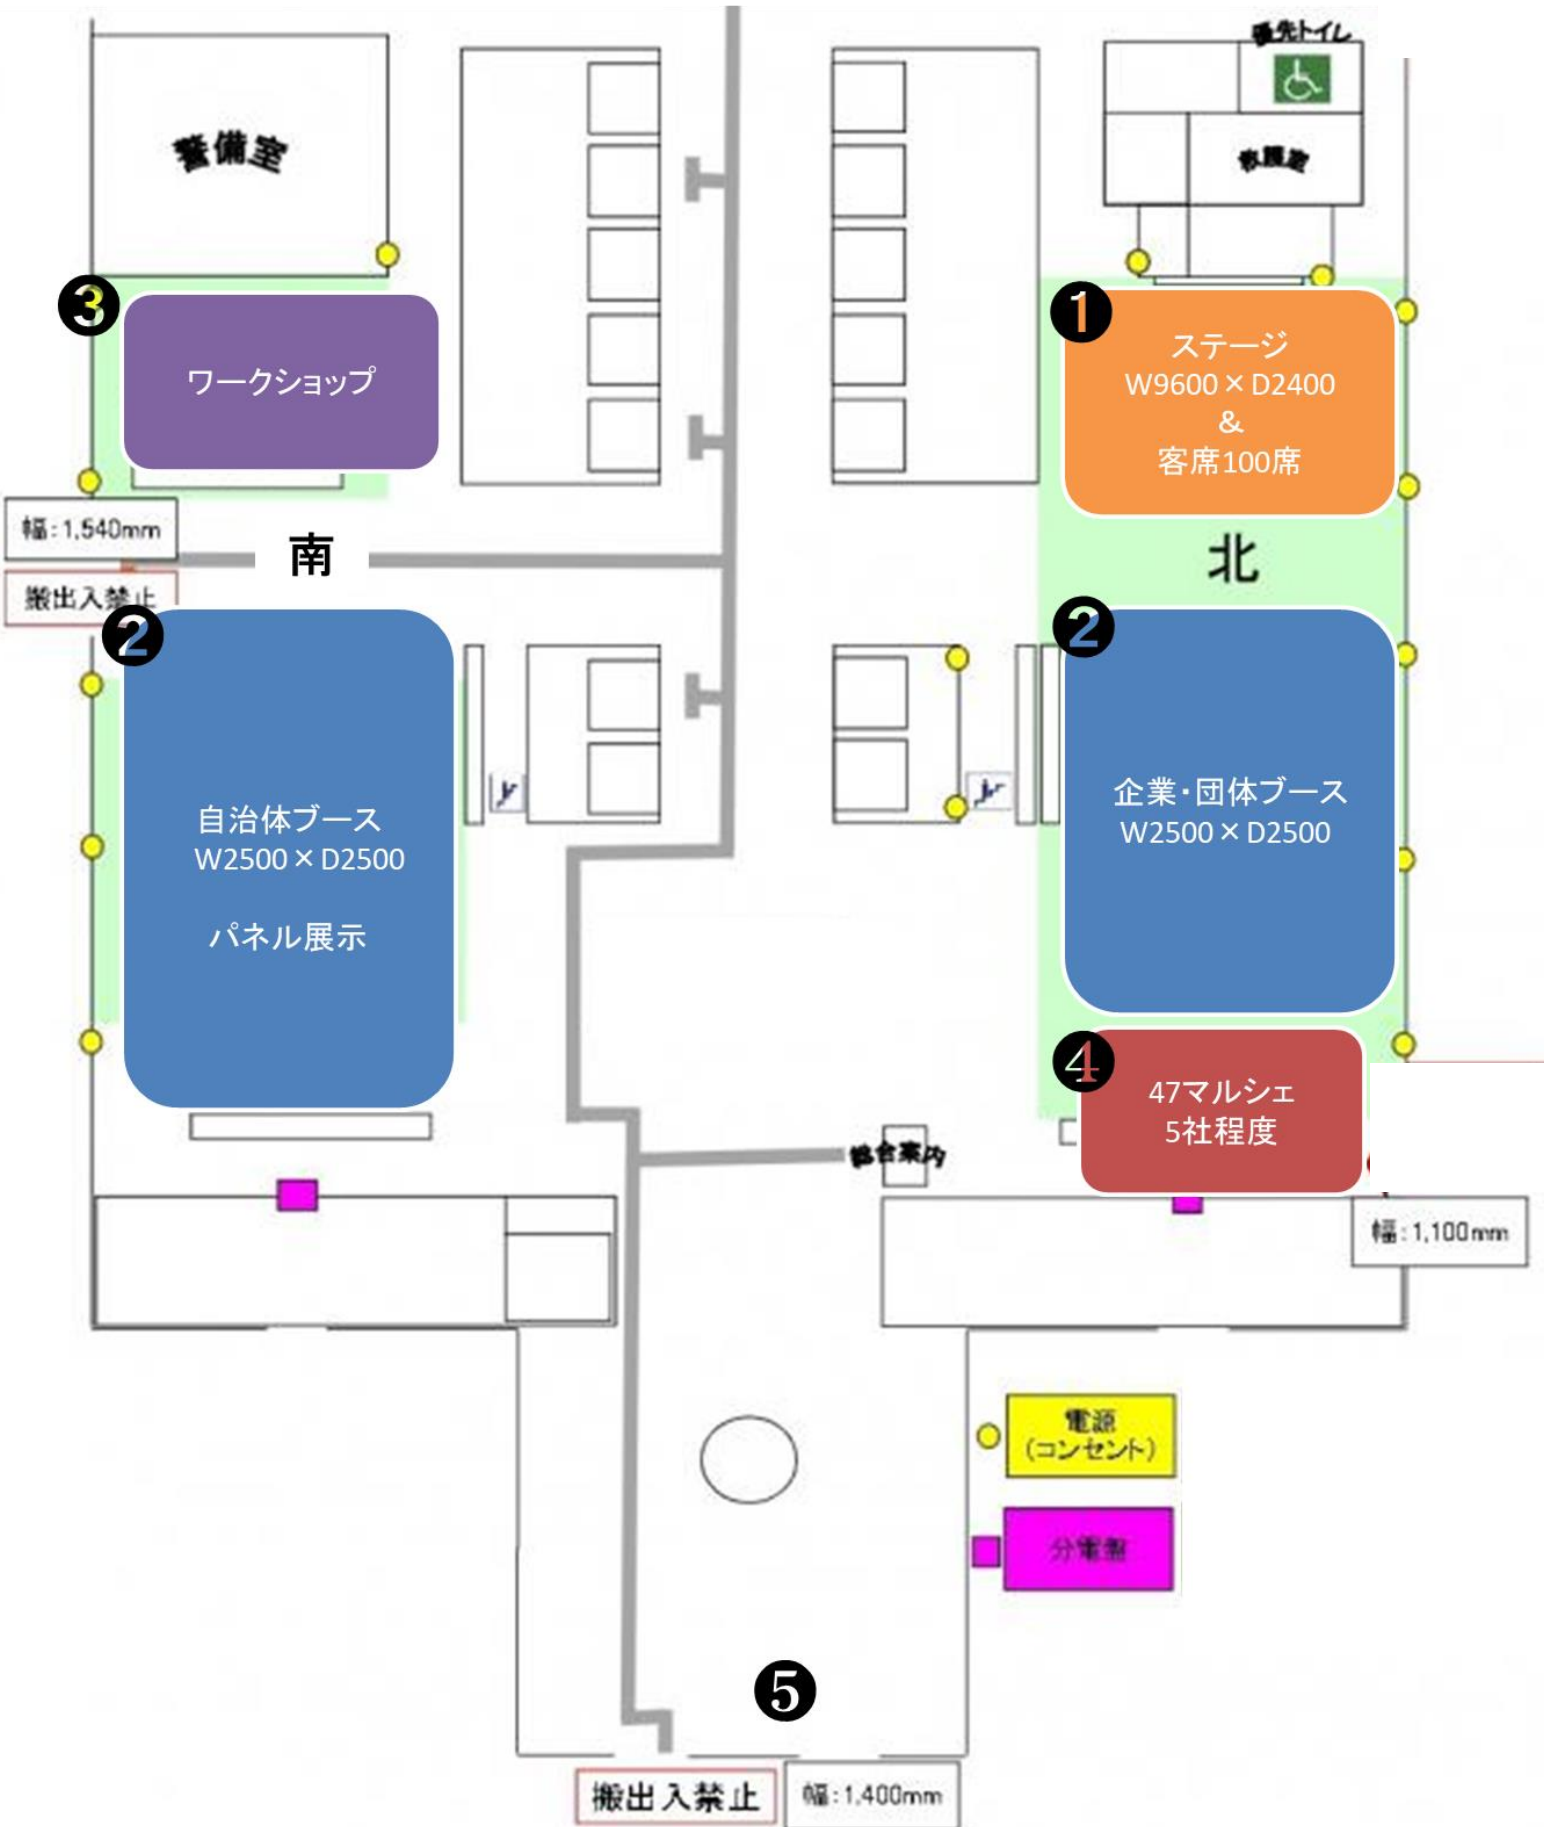 優先トイレ
警備室
救護室
❸
ワークショップ
❶
ステージ
W9600×D2400
&
客席100席
幅:1,540mm
南
北
搬出入禁止
❷
自治体ブース
W2500×D2500
パネル展示
❷
企業・団体ブース
W2500×D2500
❹
47マルシェ
5社程度
総合案内
幅:1,100mm
電源
(コンセント)
分電盤
❺
搬出入禁止
幅:1,400mm